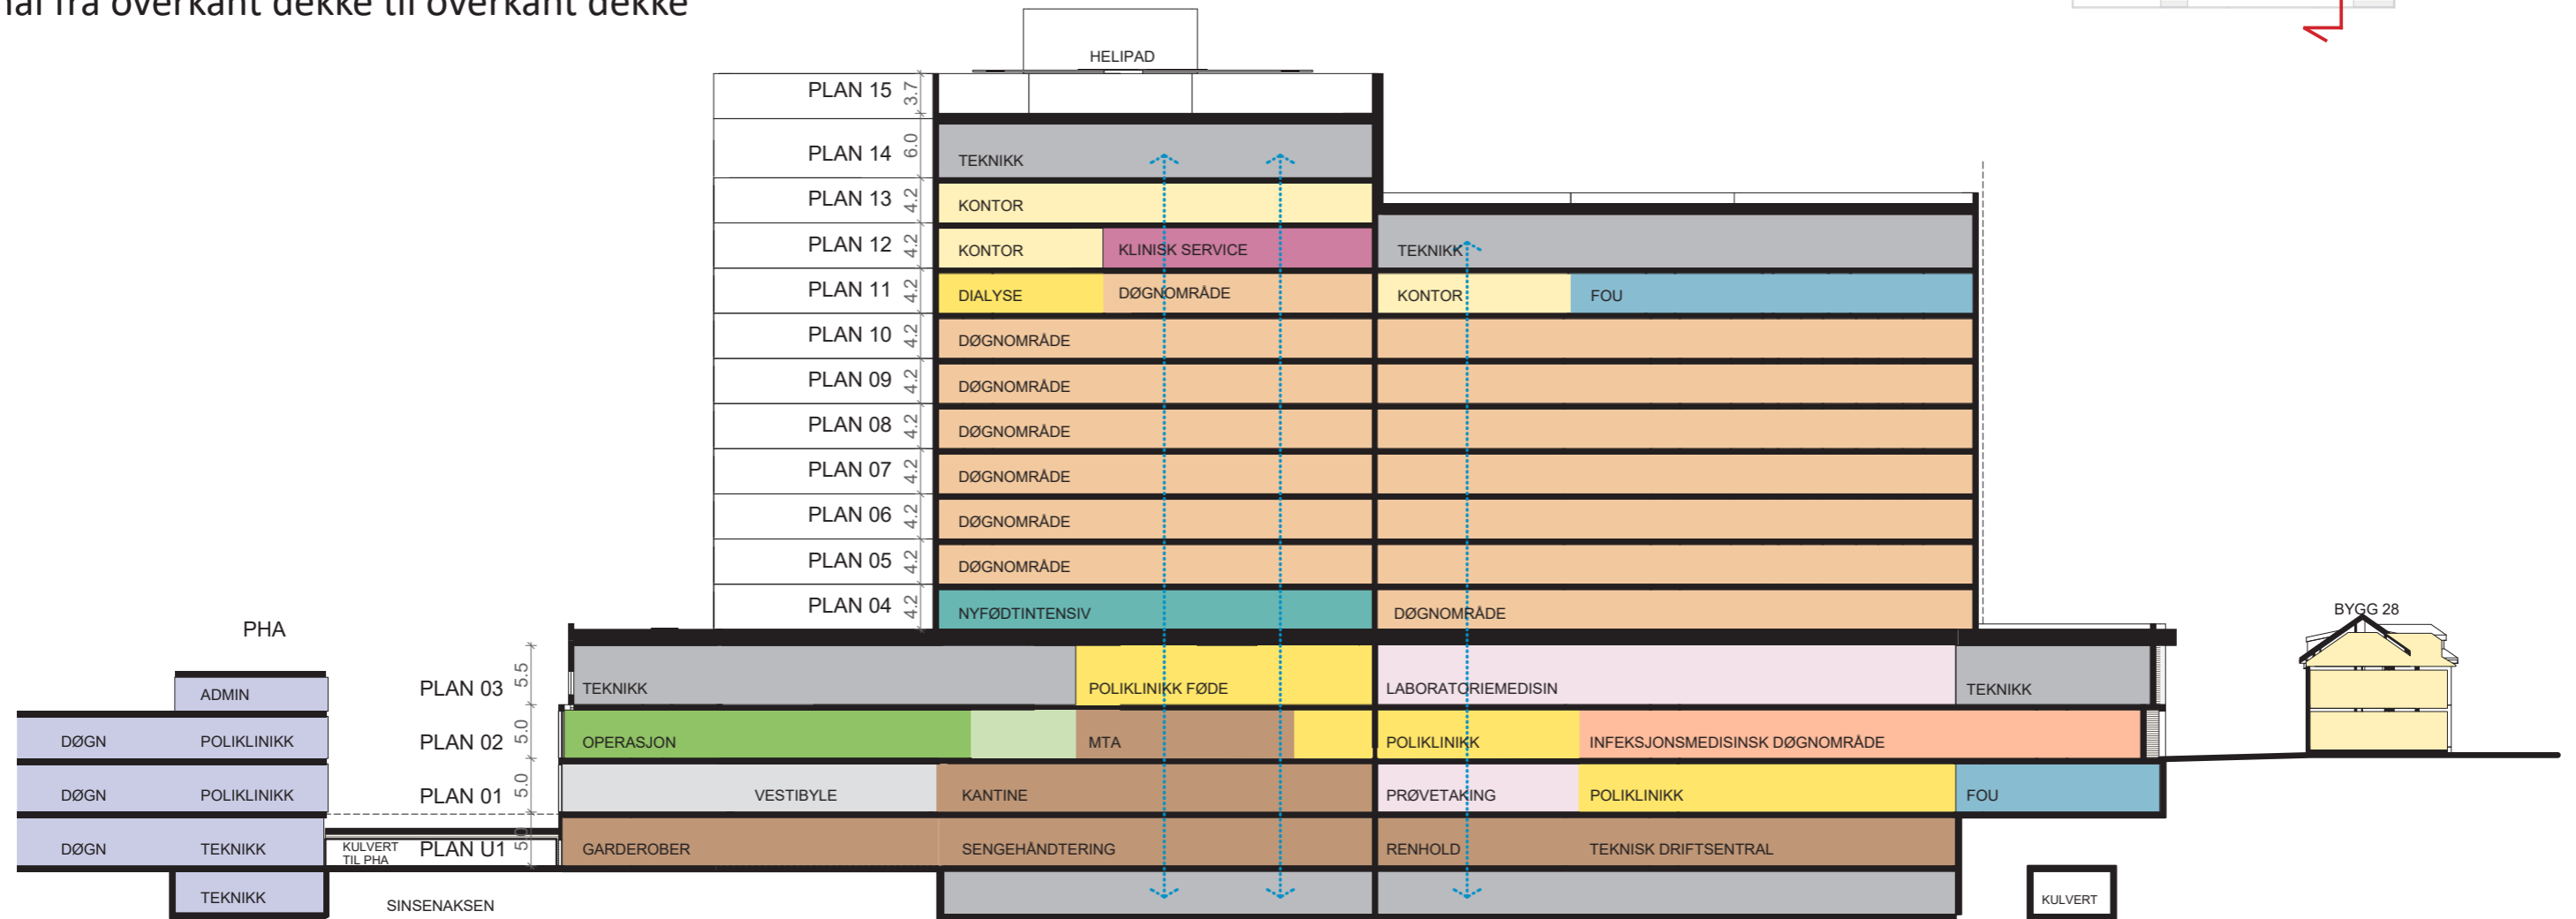 fra overkant dekke til overkant dekke
HELIPAD
PLAN 15 3.7
PLAN 14 6.0 TEKNIKK
PLAN 13 4.2 KONTOR
PLAN 12 4.2 KONTOR KLINISK SERVICE TEKNIKK
PLAN 11 4.2 DIALYSE DØGNOMRÅDE KONTOR FOU
PLAN 10 4.2 DØGNOMRÅDE
PLAN 09 4.2 DØGNOMRÅDE
PLAN 08 4.2 DØGNOMRÅDE
PLAN 07 4.2 DØGNOMRÅDE
PLAN 06 4.2 DØGNOMRÅDE
PLAN 05 4.2 DØGNOMRÅDE
PLAN 04 4.2 NYFØDTINTENSIV DØGNOMRÅDE
BYGG 28
PHA
ADMIN PLAN 03 5.5 TEKNIKK POLIKLINIKK FØDE LABORATORIEMEDISIN TEKNIKK
DØGN POLIKLINIKK PLAN 02 5.0 OPERASJON MTA POLIKLINIKK INFEKSJONSMEDISINSK DØGNOMRÅDE
DØGN POLIKLINIKK PLAN 01 5.0 VESTIBYLE KANTINE PRØVETAKING POLIKLINIKK FOU
DØGN TEKNIKK KULVERT
TIL PHA PLAN U1 5.0 GARDEROBER SENGEHÅNDTERING RENHOLD TEKNISK DRIFTSENTRAL
TEKNIKK SINSENAKSEN KULVERT